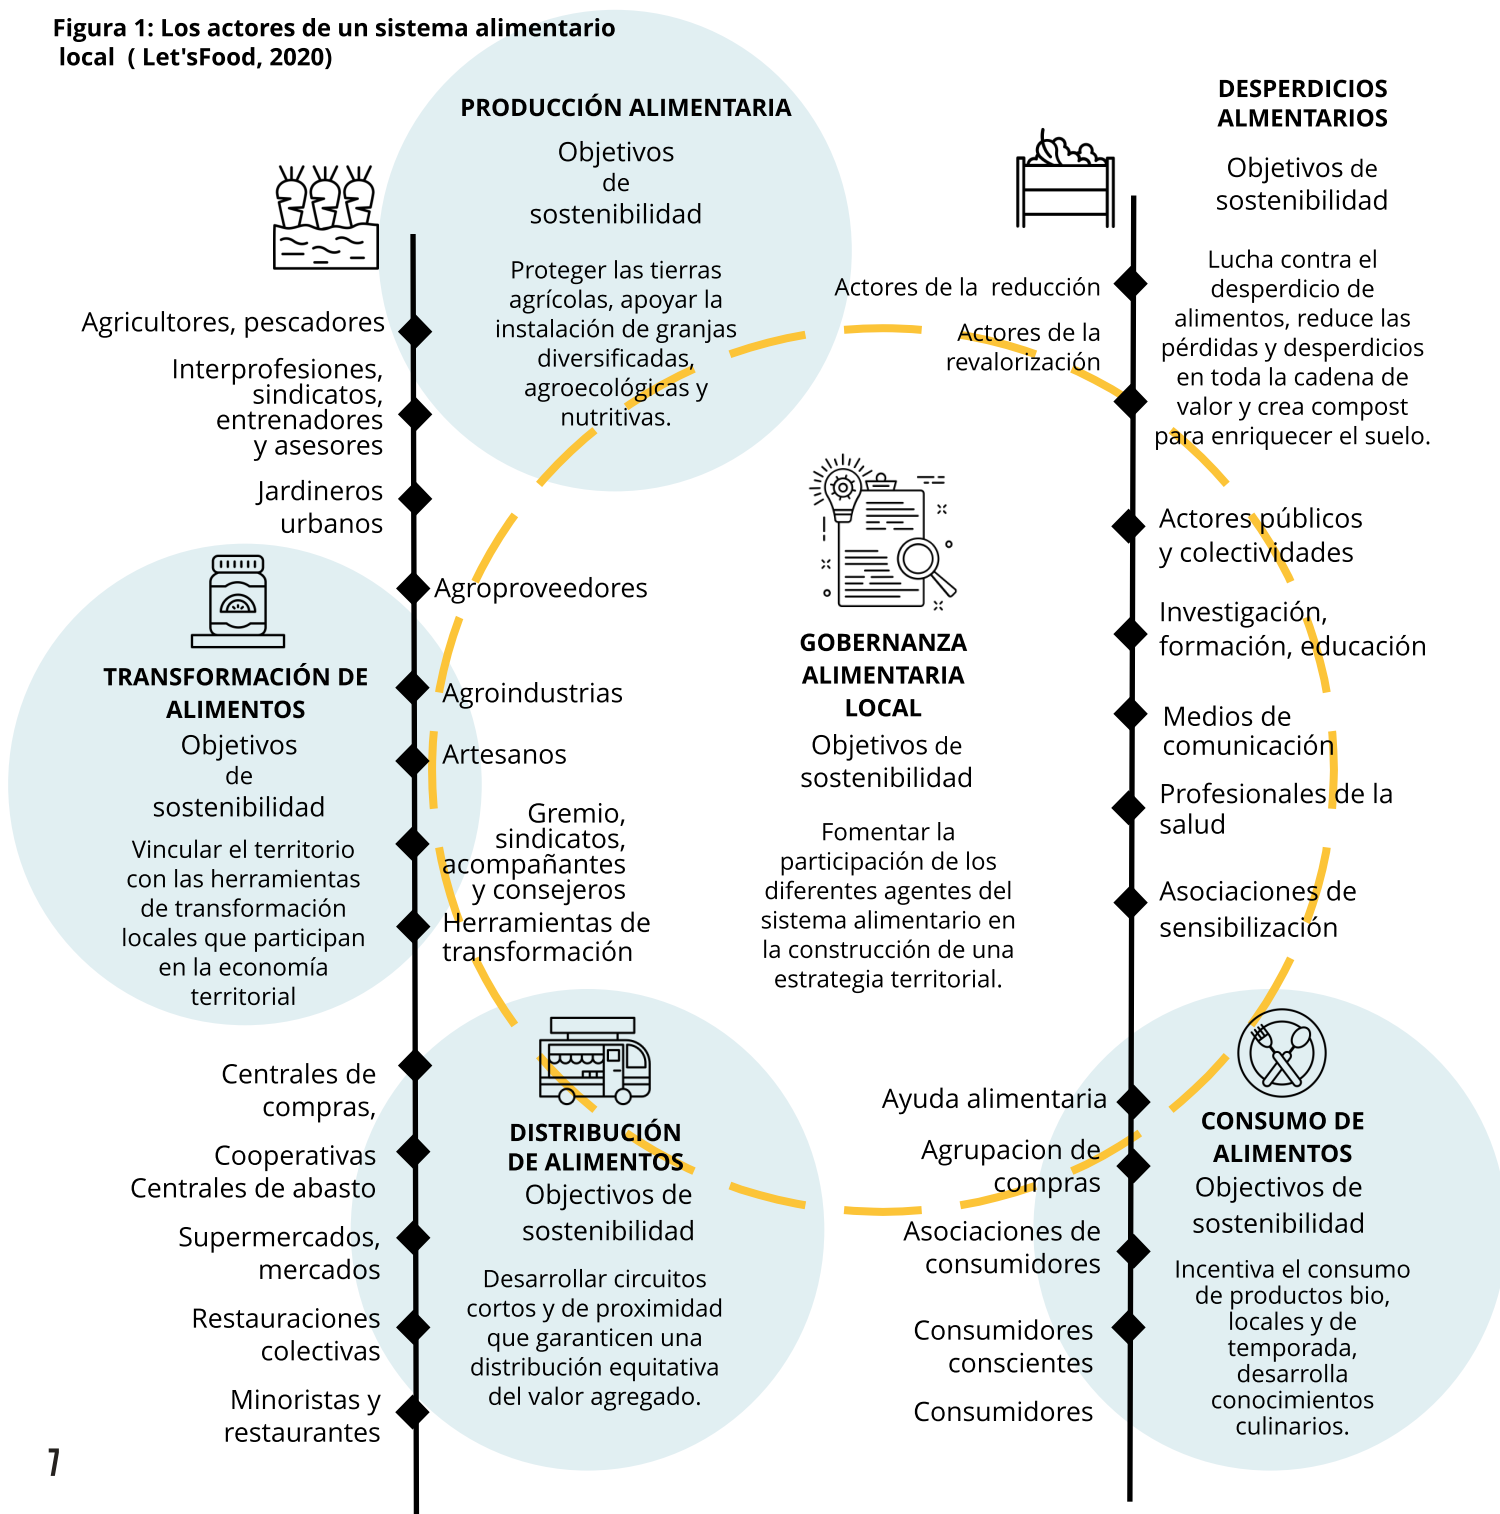 Figura 1: Los actores de un sistema alimentario
local ( Let'sFood, 2020)
PRODUCCIÓN ALIMENTARIA
Objetivos
de
sostenibilidad
Proteger las tierras
agrícolas, apoyar la
instalación de granjas
diversificadas,
agroecológicas y
nutritivas.
Agricultores, pescadores
Interprofesiones,
sindicatos,
entrenadores
y asesores
Jardineros
urbanos
Agroproveedores
TRANSFORMACIÓN DE
ALIMENTOS
Objetivos
de
sostenibilidad
Vincular el territorio
con las herramientas
de transformación
locales que participan
en la economía
territorial
Agroindustrias
Artesanos
Gremio,
sindicatos,
acompañantes
y consejeros
Herramientas de
transformación
Centrales de
compras,
Cooperativas
Centrales de abasto
Supermercados,
mercados
Restauraciones
colectivas
Minoristas y
restaurantes
DISTRIBUCIÓN
DE ALIMENTOS
Objectivos de
sostenibilidad
Desarrollar circuitos
cortos y de proximidad
que garanticen una
distribución equitativa
del valor agregado.
DESPERDICIOS
ALMENTARIOS
Objetivos de
sostenibilidad
Lucha contra el
desperdicio de
alimentos, reduce las
pérdidas y desperdicios
en toda la cadena de
valor y crea compost
para enriquecer el suelo.
Actores de la reducción
Actores de la
revalorización
GOBERNANZA
ALIMENTARIA
LOCAL
Objetivos de
sostenibilidad
Fomentar la
participación de los
diferentes agentes del
sistema alimentario en
la construcción de una
estrategia territorial.
Actores públicos
y colectividades
Investigación,
formación, educación
Medios de
comunicación
Profesionales de la
salud
Asociaciones de
sensibilización
Ayuda alimentaria
Agrupacion de
compras
Asociaciones de
consumidores
Consumidores
conscientes
Consumidores
CONSUMO DE
ALIMENTOS
Objectivos de
sostenibilidad
Incentiva el consumo
de productos bio,
locales y de
temporada,
desarrolla
conocimientos
culinarios.
7